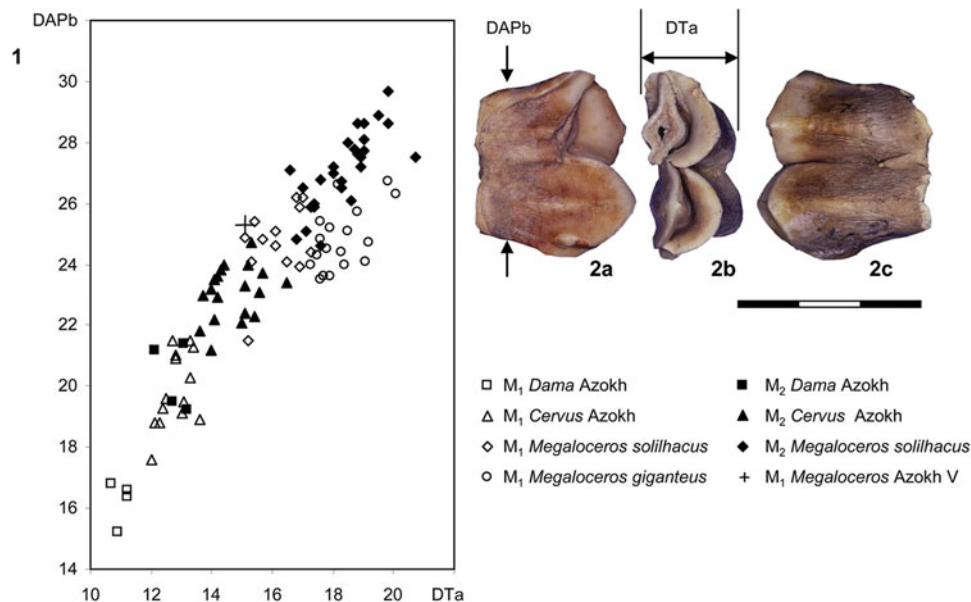 DAPb
1
30
28
26
24
22
20
18
16
14
10 12 14 16 18 20 DTa
DAPb DTa
2a 2b 2c
M1 Dama Azokh
M1 Cervus Azokh
M1 Megaloceros solilhacus
M1 Megaloceros giganteus
M2 Dama Azokh
M2 Cervus Azokh
M2 Megaloceros solilhacus
M1 Megaloceros Azokh V